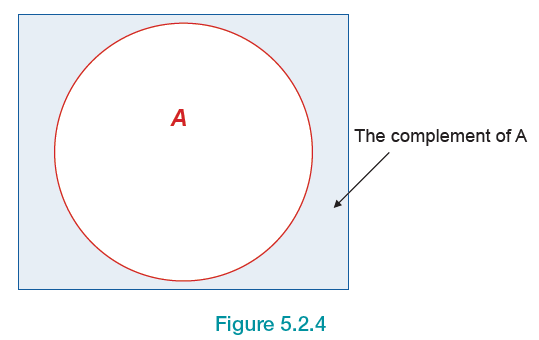 A
The complement of A
Figure 5.2.4